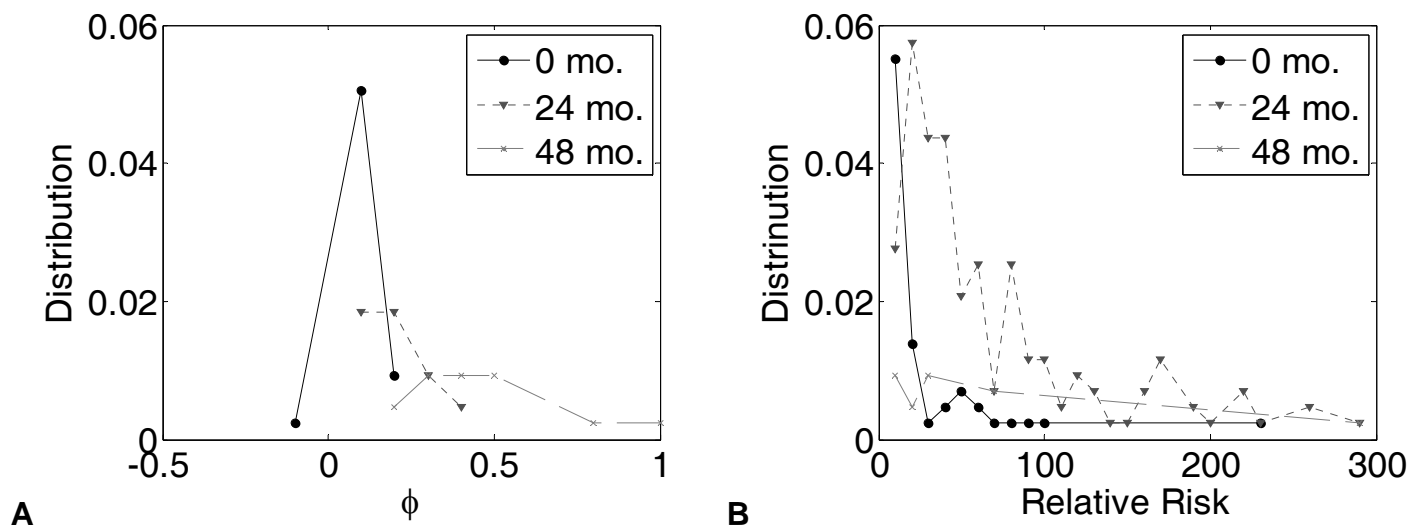 0.06
0.04
0.02
0
-0.5
0
0.5
1
Distribution
ϕ
0 mo.
24 mo.
48 mo.
A
0.06
0.04
0.02
0
0
100
200
300
Distrinution
Relative Risk
0 mo.
24 mo.
48 mo.
B